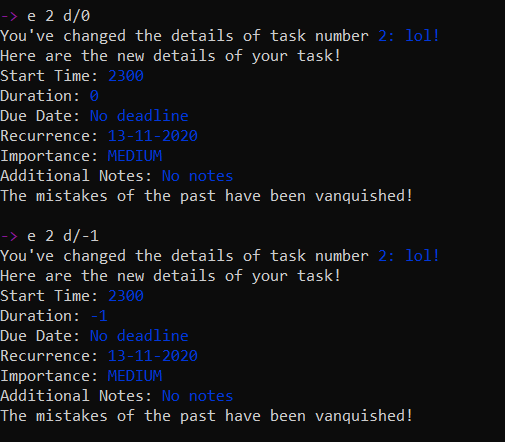 -> e 2 d/0
You've changed the details of task number 2: lol!
Here are the new details of your task!
Start Time: 2300
Duration: 0
Due Date: No deadline
Recurrence: 13-11-2020
Importance: MEDIUM
Additional Notes: No notes
The mistakes of the past have been vanquished!
-> e 2 d/-1
You've changed the details of task number 2: lol!
Here are the new details of your task!
Start Time: 2300
Duration: -1
Due Date: No deadline
Recurrence: 13-11-2020
Importance: MEDIUM
Additional Notes: No notes
The mistakes of the past have been vanquished!